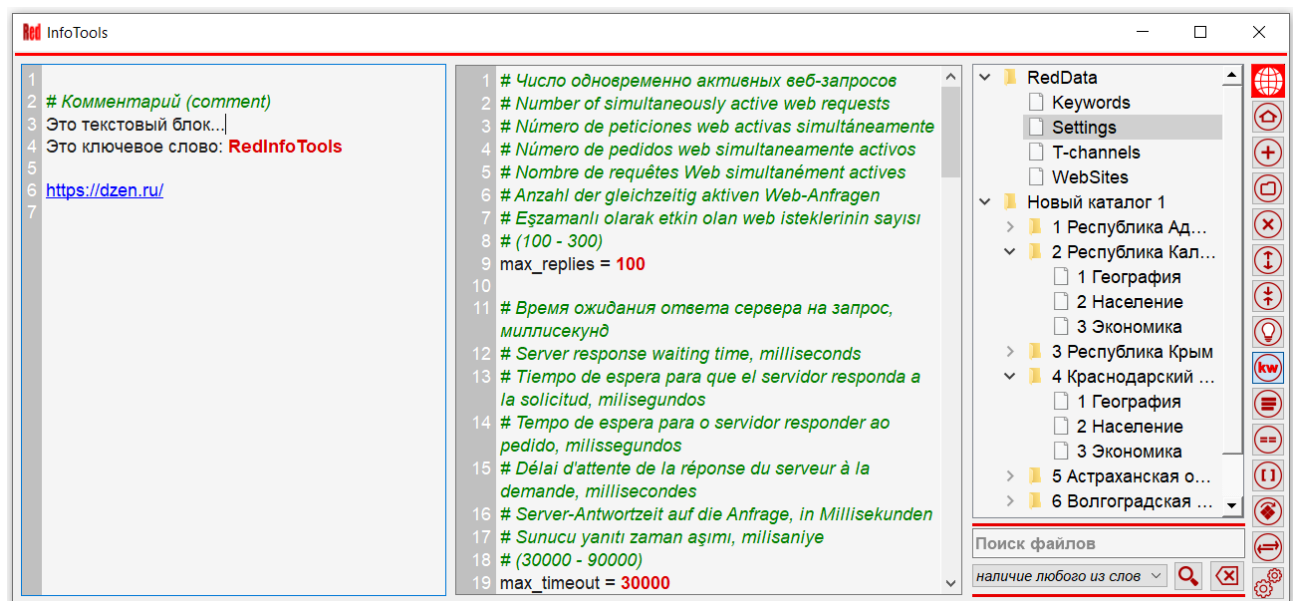 Red InfoTools
1
2 # Комментарий (comment)
3 Это текстовый блок...
4 Это ключевое слово: RedInfoTools
5
6 https://dzen.ru/
7
1 # Число одновременно активных веб-запросов
2 # Number of simultaneously active web requests
3 # Número de peticiones web activas simultáneamente
4 # Número de pedidos web simultaneamente activos
5 # Nombre de requêtes Web simultanément actives
6 # Anzahl der gleichzeitig aktiven Web-Anfragen
7 # Eşzamanlı olarak etkin olan web isteklerinin sayısı
8 # (100 - 300)
9 max_replies = 100
10
11 # Время ожидания ответа сервера на запрос,
миллисекунд
12 # Server response waiting time, milliseconds
13 # Tiempo de espera para que el servidor responda a
la solicitud, milisegundos
14 # Tempo de espera para o servidor responder ao
pedido, milissegundos
15 # Délai d'attente de la réponse du serveur à la
demande, millisecondes
16 # Server-Antwortzeit auf die Anfrage, in Millisekunden
17 # Sunucu yanıtı zaman aşımı, milisaniye
18 # (30000 - 90000)
19 max_timeout = 30000
RedData
Keywords
Settings
T-channels
WebSites
Новый каталог 1
1 Республика Ад...
2 Республика Кал...
1 География
2 Население
3 Экономика
3 Республика Крым
4 Краснодарский ...
1 География
2 Население
3 Экономика
5 Астраханская о...
6 Волгоградская ...
Поиск файлов
наличие любого из слов
kw
==
[ ]